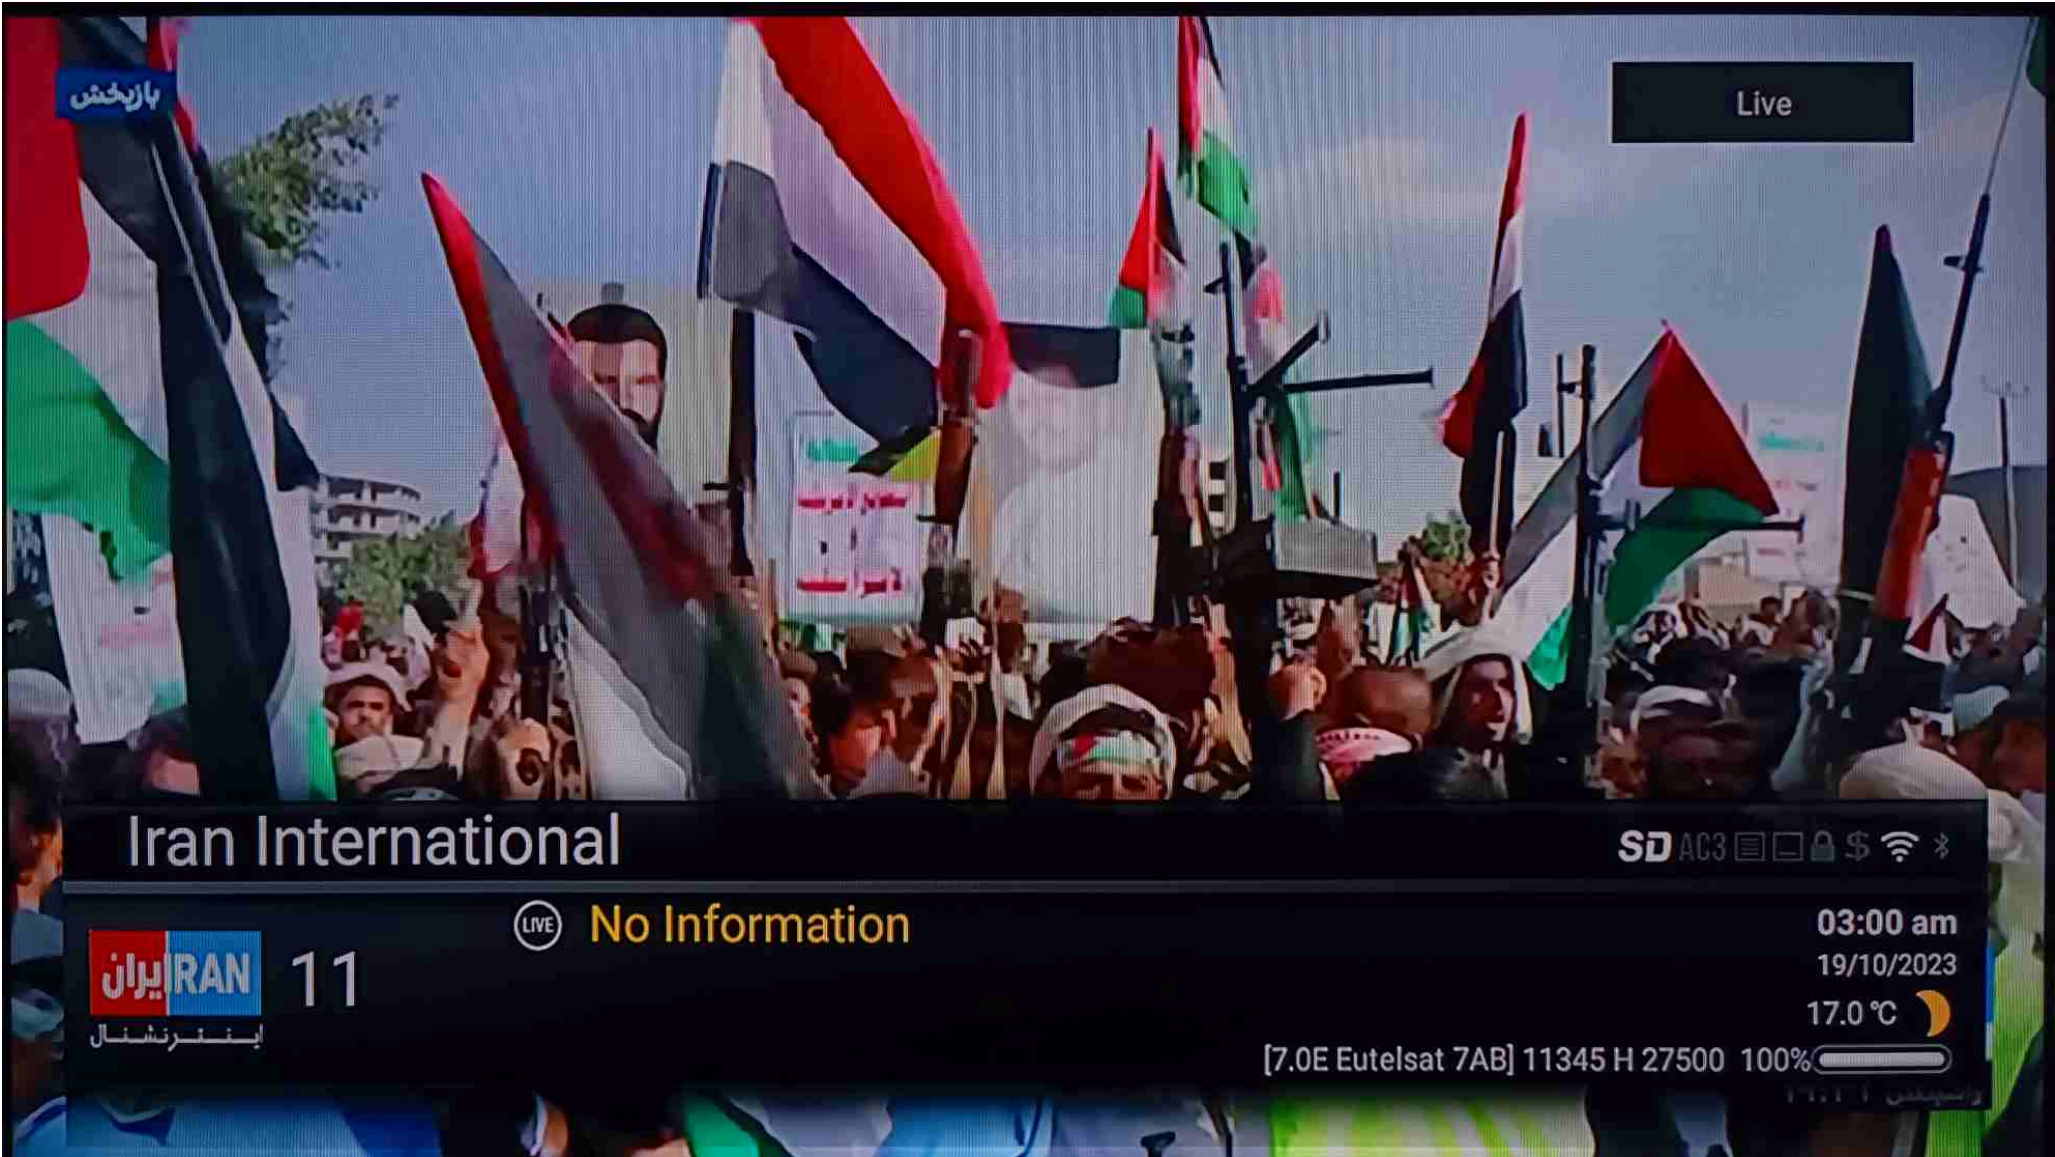 بازپخش
Live
Iran International
SD AC3 $
LIVE No Information
03:00 am
19/10/2023
17.0 °C
ایران IRAN
11
اینترنشنال
[7.0E Eutelsat 7AB] 11345 H 27500 100%
واشینگتن